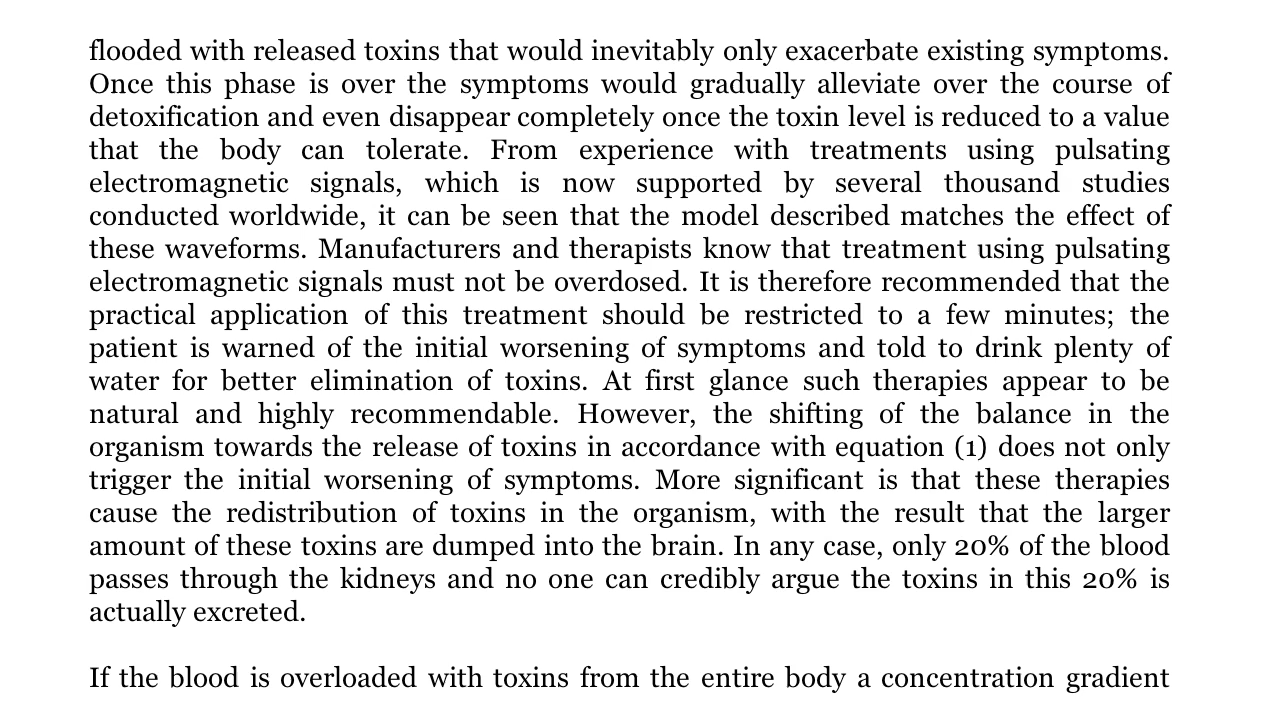 flooded with released toxins that would inevitably only exacerbate existing symptoms.
Once this phase is over the symptoms would gradually alleviate over the course of
detoxification and even disappear completely once the toxin level is reduced to a value
that the body can tolerate. From experience with treatments using pulsating
electromagnetic signals, which is now supported by several thousand studies
conducted worldwide, it can be seen that the model described matches the effect of
these waveforms. Manufacturers and therapists know that treatment using pulsating
electromagnetic signals must not be overdosed. It is therefore recommended that the
practical application of this treatment should be restricted to a few minutes; the
patient is warned of the initial worsening of symptoms and told to drink plenty of
water for better elimination of toxins. At first glance such therapies appear to be
natural and highly recommendable. However, the shifting of the balance in the
organism towards the release of toxins in accordance with equation (1) does not only
trigger the initial worsening of symptoms. More significant is that these therapies
cause the redistribution of toxins in the organism, with the result that the larger
amount of these toxins are dumped into the brain. In any case, only 20% of the blood
passes through the kidneys and no one can credibly argue the toxins in this 20% is
actually excreted.
If the blood is overloaded with toxins from the entire body a concentration gradient